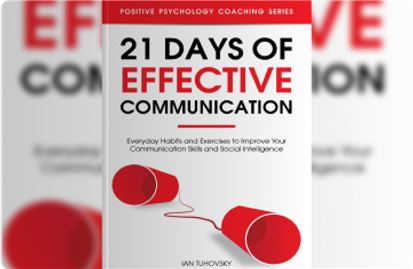 POSITIVE PSYCHOLOGY COACHING SERIES
21 DAYS OF
EFFECTIVE
COMMUNICATION
Everyday Habits and Exercises to Improve Your
Communication Skills and Social Intelligence
IAN TUHOVSKY